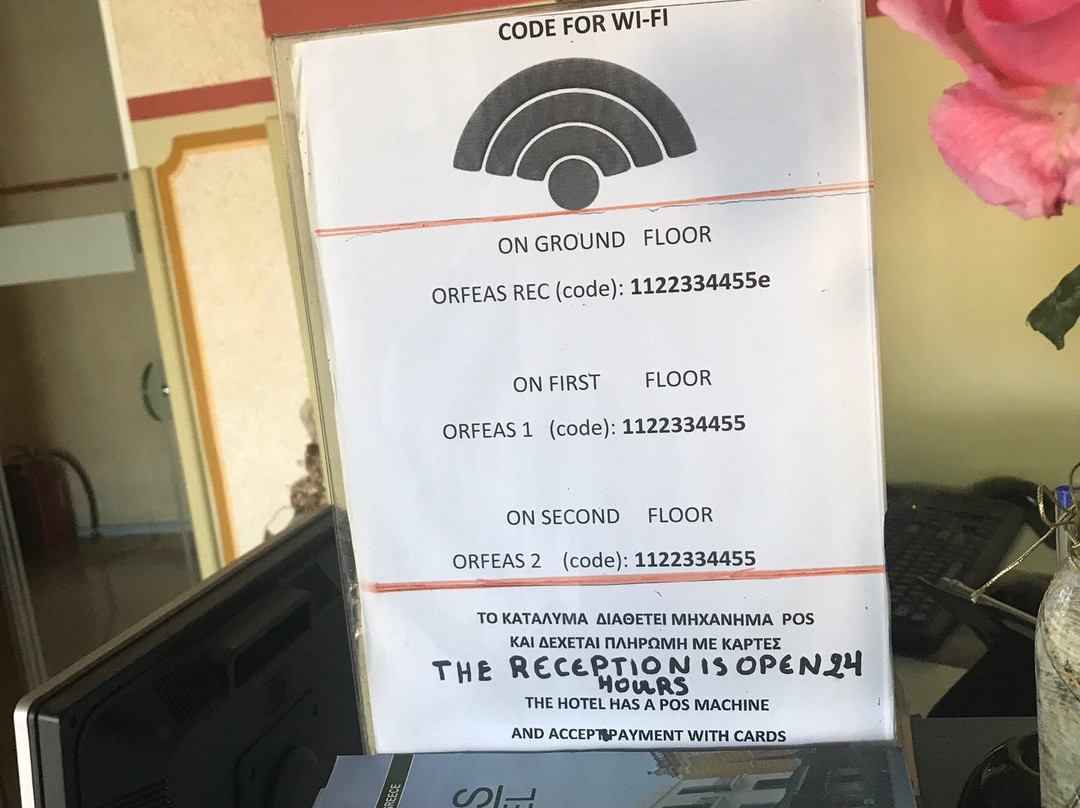 CODE FOR WI-FI
ON GROUND FLOOR
ORFEAS REC (code): 1122334455e
ON FIRST FLOOR
ORFEAS 1 (code): 1122334455
ON SECOND FLOOR
ORFEAS 2 (code): 1122334455
ΤΟ ΚΑΤΑΛΥΜΑ ΔΙΑΘΕΤΕΙ ΜΗΧΑΝΗΜΑ POS
ΚΑΙ ΔΕΧΕΤΑΙ ΠΛΗΡΩΜΗ ΜΕ ΚΑΡΤΕΣ
THE RECEPTION IS OPEN 24
HOURS
THE HOTEL HAS A POS MACHINE
AND ACCEPT PAYMENT WITH CARDS
GREECE